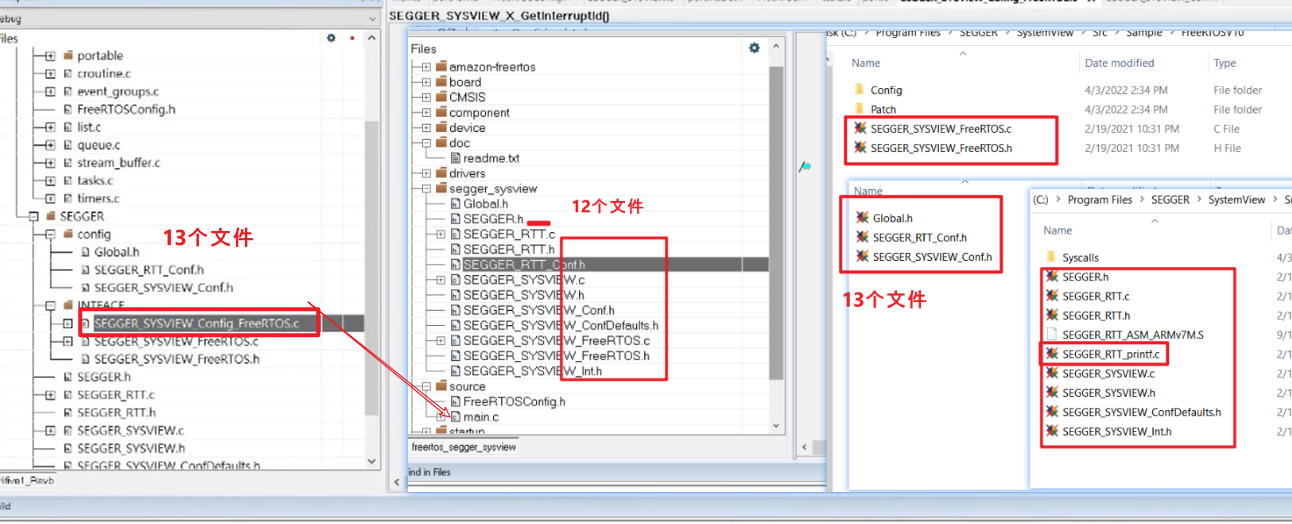 SEGGER_SYSVIEW_X_GetInterruptId()
ebug
Files
portable
croutine.c
event_groups.c
FreeRTOSConfig.h
list.c
queue.c
stream_buffer.c
tasks.c
timers.c
SEGGER
config
13个文件
Global.h
SEGGER_RTT_Conf.h
SEGGER_SYSVIEW_Conf.h
INTFACE
SEGGER_SYSVIEW_Config_FreeRTOS.c
SEGGER_SYSVIEW_FreeRTOS.c
SEGGER_SYSVIEW_FreeRTOS.h
SEGGER.h
SEGGER_RTT.c
SEGGER_RTT.h
SEGGER_SYSVIEW.c
SEGGER_SYSVIEW.h
SEGGER_SYSVIEW_ConfDefaults.h
ifive1_RevB
ild
Files
amazon-freertos
board
CMSIS
component
device
doc
readme.txt
drivers
segger_sysview
Global.h
12个文件
SEGGER.h
SEGGER_RTT.c
SEGGER_RTT.h
SEGGER_RTT_Conf.h
SEGGER_SYSVIEW.c
SEGGER_SYSVIEW.h
SEGGER_SYSVIEW_Conf.h
SEGGER_SYSVIEW_ConfDefaults.h
SEGGER_SYSVIEW_FreeRTOS.c
SEGGER_SYSVIEW_FreeRTOS.h
SEGGER_SYSVIEW_Int.h
source
FreeRTOSConfig.h
main.c
startup
freertos_segger_sysview
ind in Files
isk (C:) > Program Files > SEGGER > SystemView > Src > Sample > FreeRTOSV10
Name Date modified Type
Config 4/3/2022 2:34 PM File folder
Patch 4/3/2022 2:34 PM File folder
SEGGER_SYSVIEW_FreeRTOS.c 2/19/2021 10:31 PM C File
SEGGER_SYSVIEW_FreeRTOS.h 2/19/2021 10:31 PM H File
Name
Global.h
SEGGER_RTT_Conf.h
SEGGER_SYSVIEW_Conf.h
13个文件
(C:) > Program Files > SEGGER > SystemView > Sr
Name Dat
Syscalls 4/3
SEGGER.h 2/1
SEGGER_RTT.c 2/1
SEGGER_RTT.h 2/1
SEGGER_RTT_ASM_ARMv7M.S 9/1
SEGGER_RTT_printf.c 2/1
SEGGER_SYSVIEW.c 2/1
SEGGER_SYSVIEW.h 2/1
SEGGER_SYSVIEW_ConfDefaults.h 2/1
SEGGER_SYSVIEW_Int.h 2/1